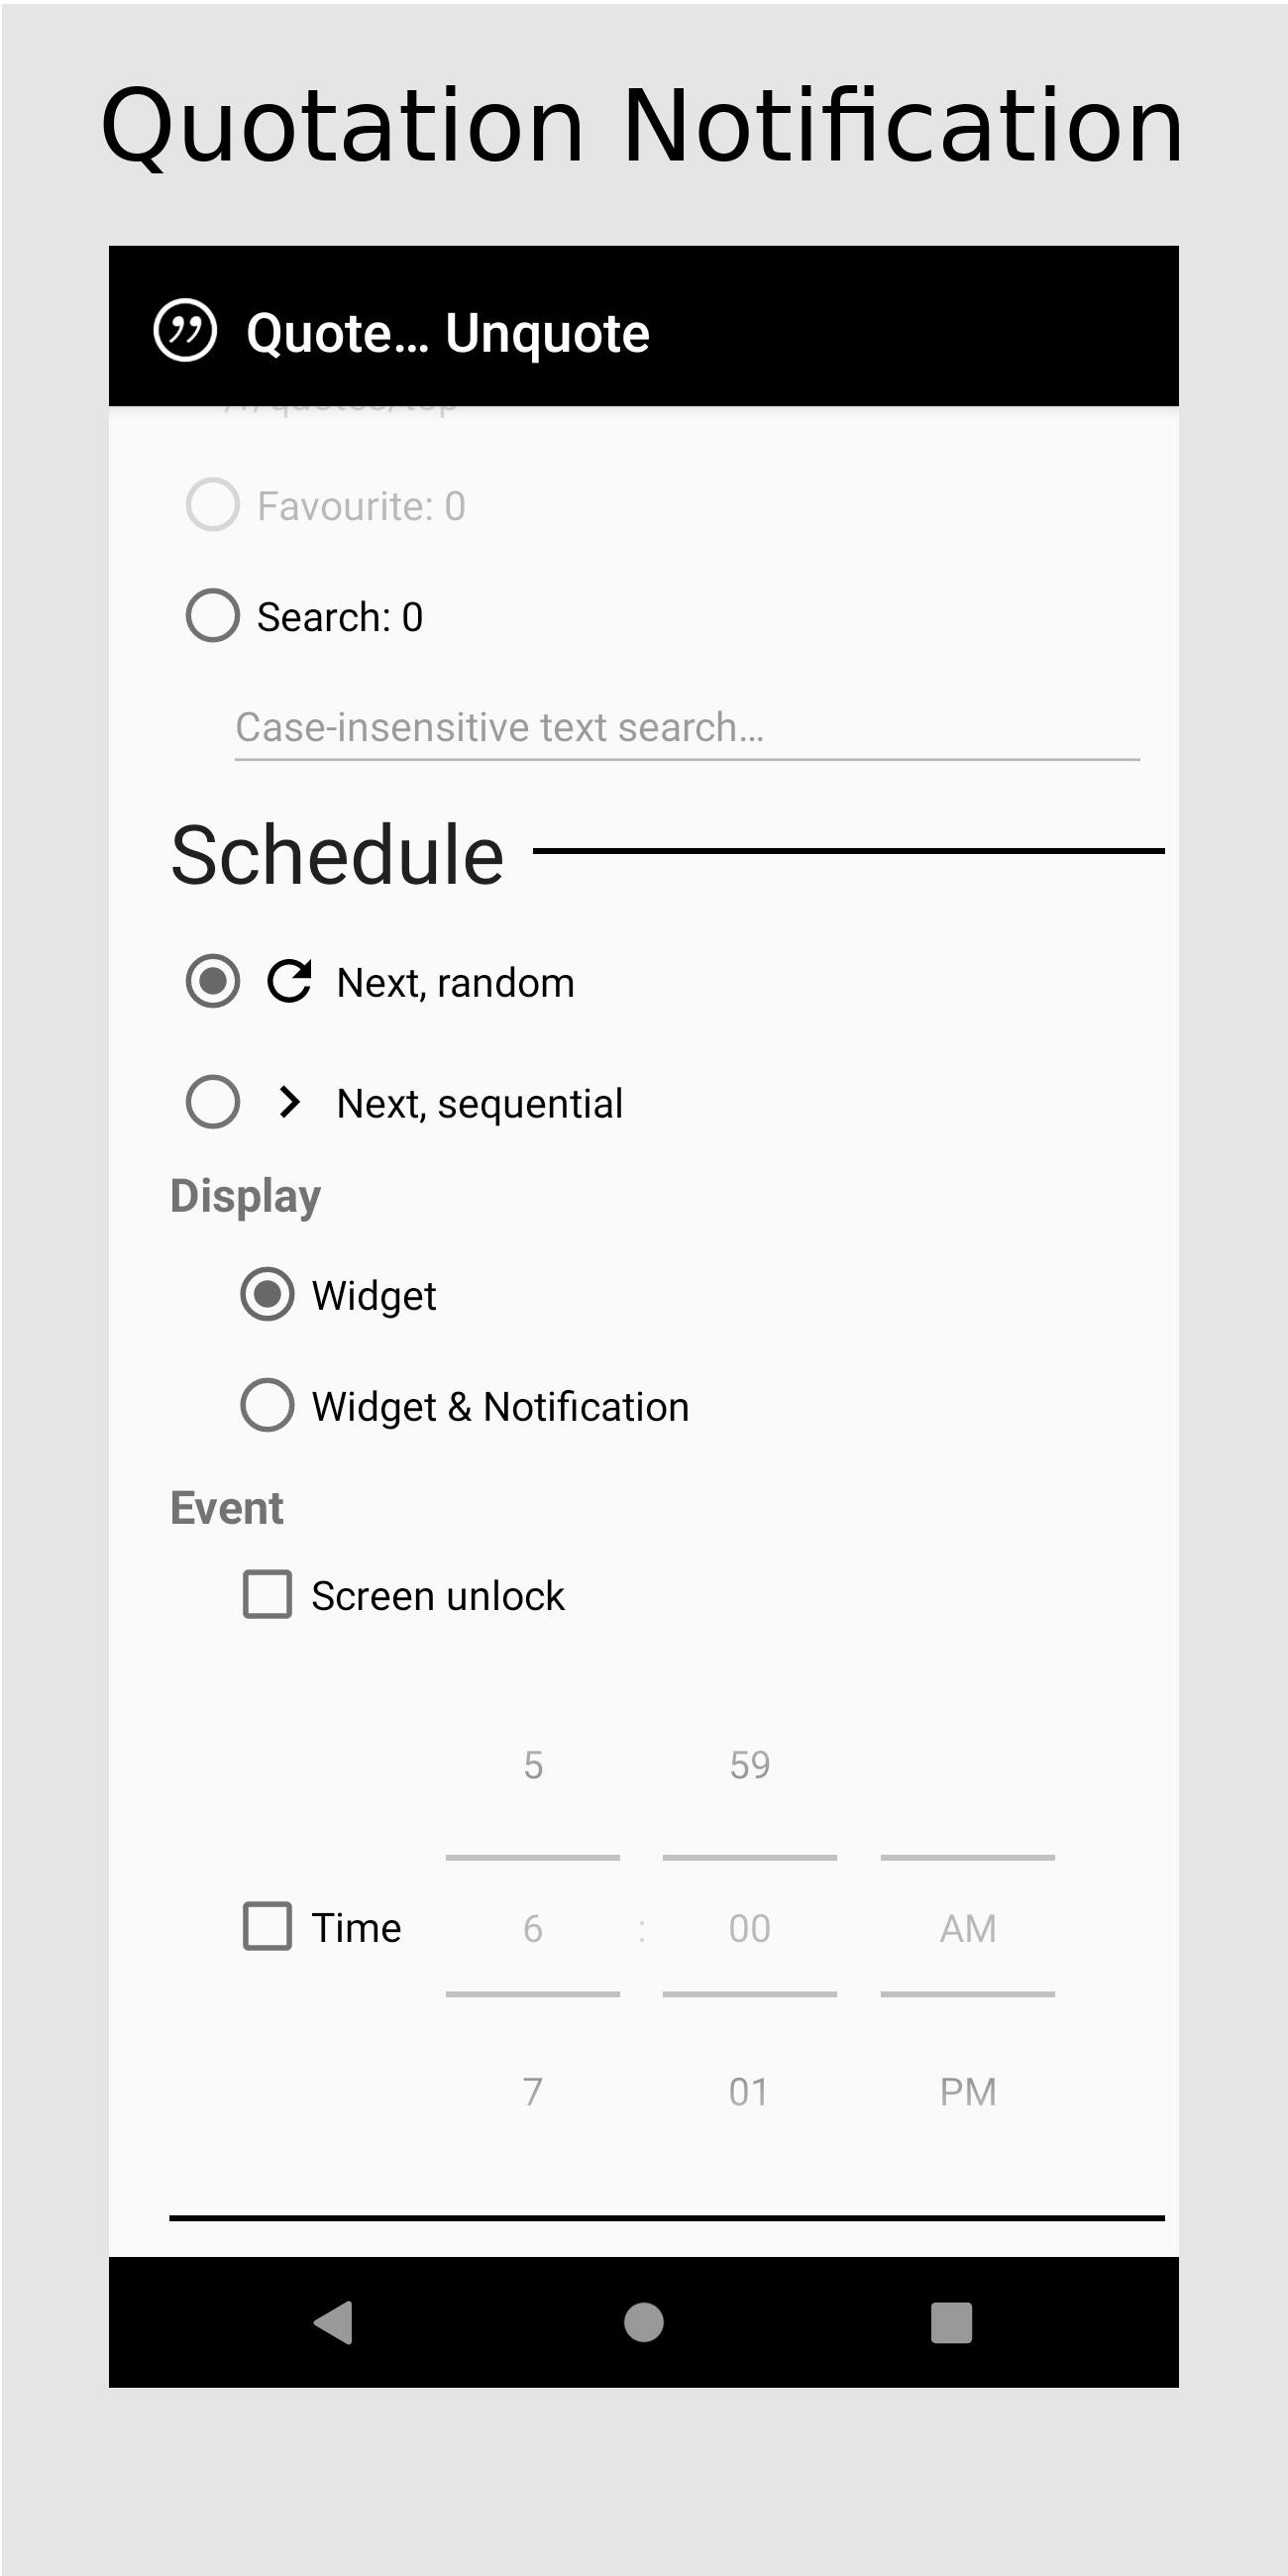 Quotation Notification
Quote… Unquote
Favourite: 0
Search: 0
Case-insensitive text search…
Schedule
Next, random
Next, sequential
Display
Widget
Widget & Notification
Event
Screen unlock
5 59
Time 6 : 00 AM
7 01 PM